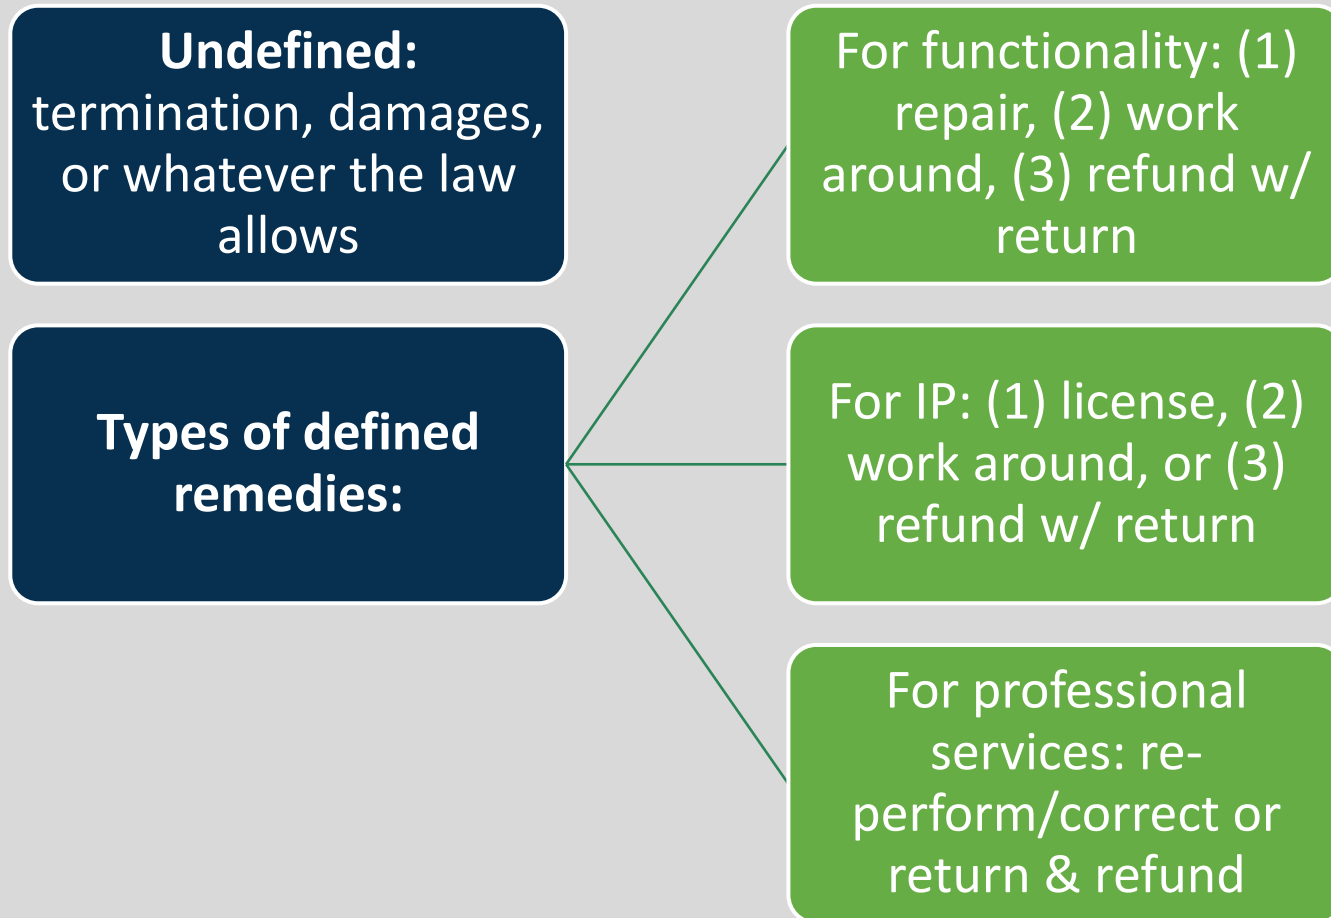 Undefined:
termination, damages,
or whatever the law
allows
Types of defined
remedies:
For functionality: (1)
repair, (2) work
around, (3) refund w/
return
For IP: (1) license, (2)
work around, or (3)
refund w/ return
For professional
services: re-
perform/correct or
return & refund